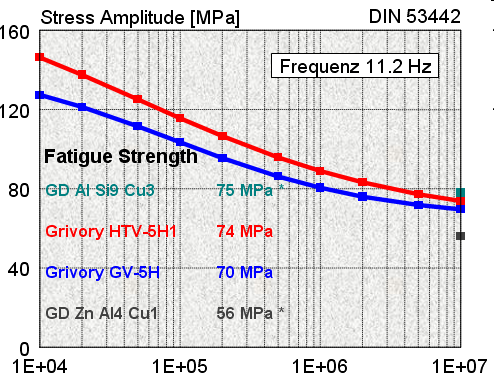 Stress Amplitude [MPa] DIN 53442
160
Frequenz 11.2 Hz
120
Fatigue Strength
80
GD Al Si9 Cu3 75 MPa *
Grivory HTV-5H1 74 MPa
40
Grivory GV-5H 70 MPa
GD Zn Al4 Cu1 56 MPa *
0
1E+04 1E+05 1E+06 1E+07